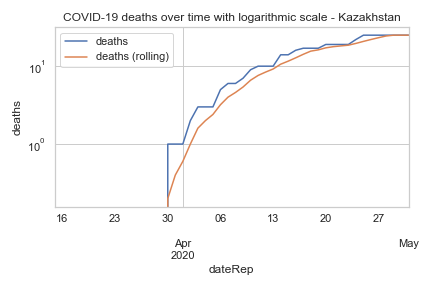 COVID-19 deaths over time with logarithmic scale - Kazakhstan
deaths
deaths (rolling)
10¹
10⁰
deaths
16 23 30 06 13 20 27
Apr May
2020
dateRep